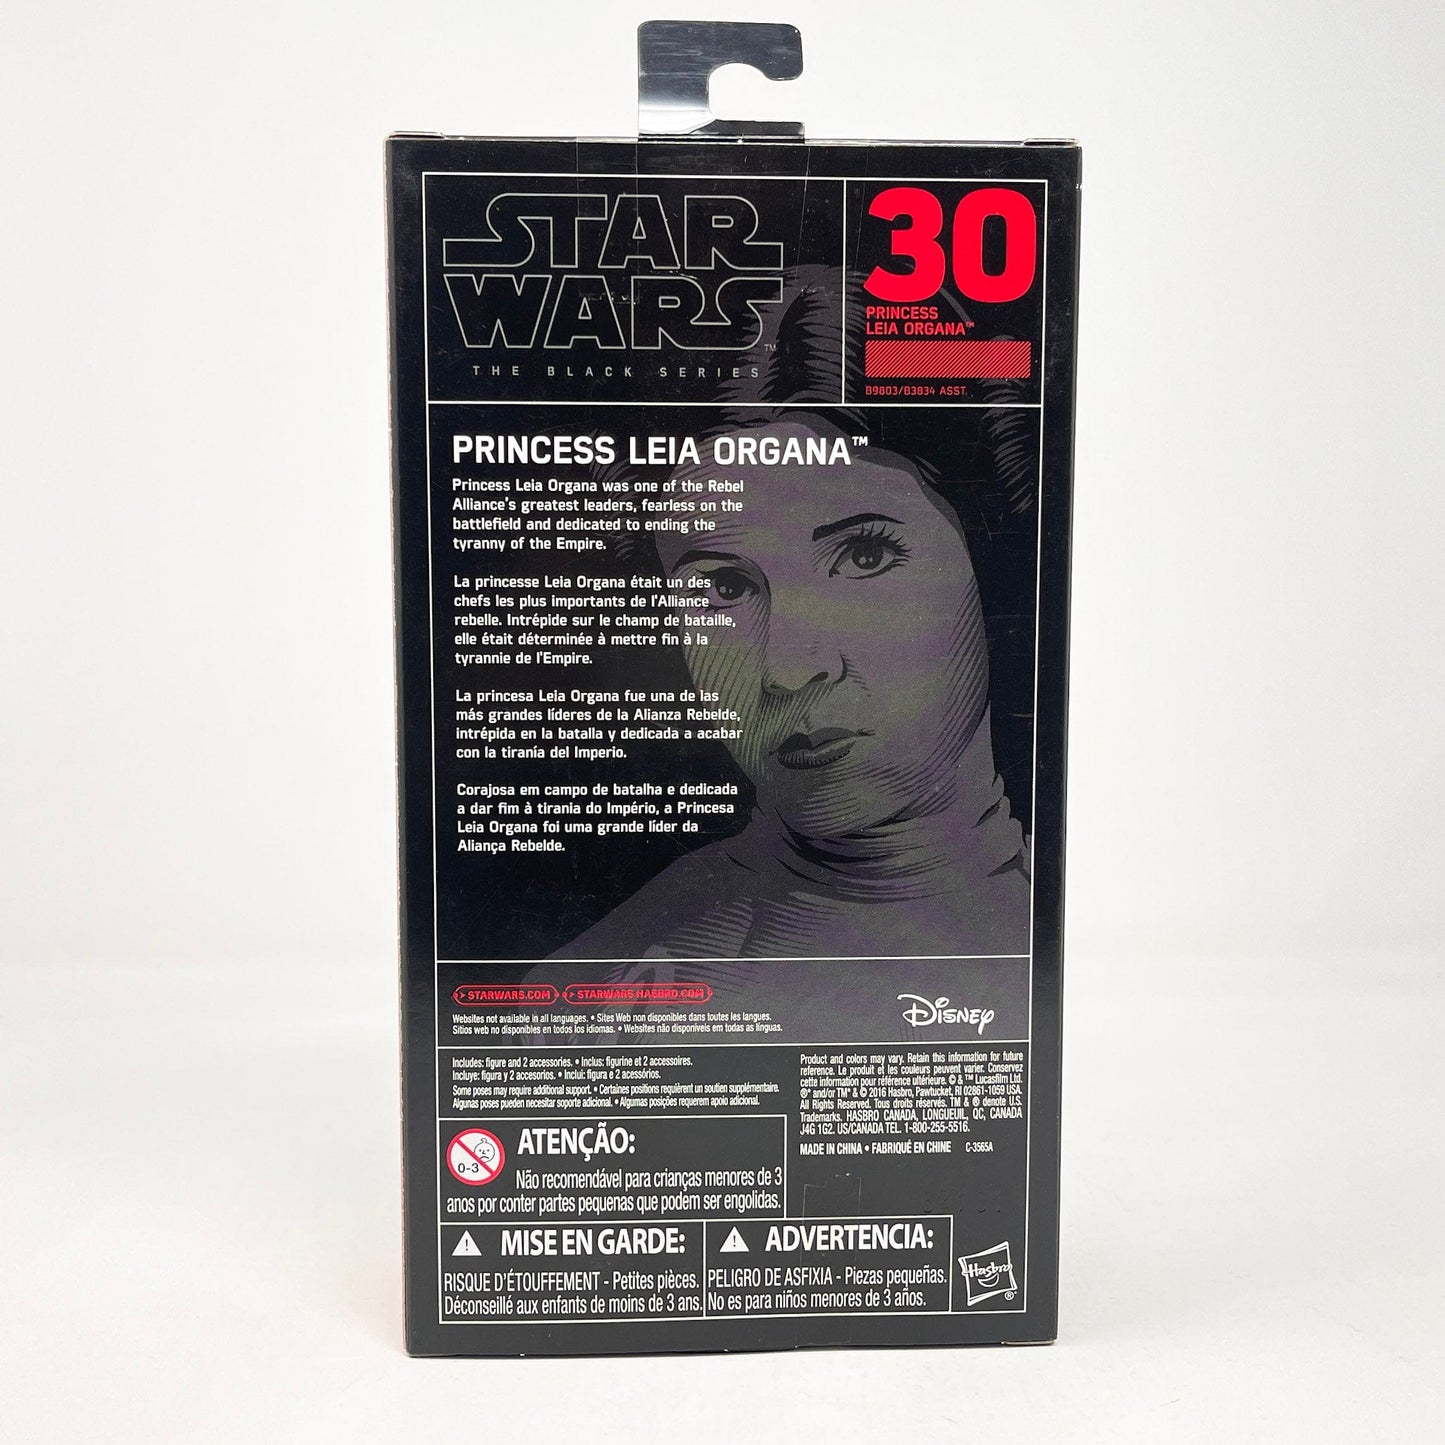 STAR
WARS
™
THE BLACK SERIES
30
PRINCESS
LEIA ORGANA™
B9803/B3834 ASST.
PRINCESS LEIA ORGANA™
Princess Leia Organa was one of the Rebel
Alliance's greatest leaders, fearless on the
battlefield and dedicated to ending the
tyranny of the Empire.
La princesse Leia Organa était un des
chefs les plus importants de l'Alliance
rebelle. Intrépide sur le champ de bataille,
elle était déterminée à mettre fin à la
tyrannie de l'Empire.
La princesa Leia Organa fue una de las
más grandes líderes de la Alianza Rebelde,
intrépida en la batalla y dedicada a acabar
con la tiranía del Imperio.
Corajosa em campo de batalha e dedicada
a dar fim à tirania do Império, a Princesa
Leia Organa foi uma grande líder da
Aliança Rebelde.
STARWARS.COM • STARWARS.HASBRO.COM
Websites not available in all languages. • Sites Web non disponibles dans toutes les langues.
Sitios web no disponibles en todos los idiomas. • Websites não disponíveis em todas as línguas.
Disney
Includes: figure and 2 accessories. • Inclus: figurine et 2 accessoires.
Incluye: figura y 2 accesorios. • Inclui: figura e 2 acessórios.
Some poses may require additional support. • Certaines positions requièrent un soutien supplémentaire.
Algunas poses pueden necesitar soporte adicional. • Algumas posições requerem apoio adicional.
Product and colors may vary. Retain this information for future
reference. Le produit et les couleurs peuvent varier. Conservez
cette information pour référence ultérieure. © & ™ Lucasfilm Ltd.
®* and/or TM* & © 2016 Hasbro, Pawtucket, RI 02861-1059 USA.
All Rights Reserved. Tous droits réservés. TM & ® denote U.S.
Trademarks. HASBRO CANADA, LONGUEUIL, QC, CANADA
J4G 1G2. US/CANADA TEL. 1-800-255-5516.
MADE IN CHINA • FABRIQUÉ EN CHINE C-3565A
0-3
ATENÇÃO:
Não recomendável para crianças menores de 3
anos por conter partes pequenas que podem ser engolidas.
MISE EN GARDE:
RISQUE D'ÉTOUFFEMENT - Petites pièces.
Déconseillé aux enfants de moins de 3 ans.
ADVERTENCIA:
PELIGRO DE ASFIXIA - Piezas pequeñas.
No es para niños menores de 3 años.
Hasbro
®